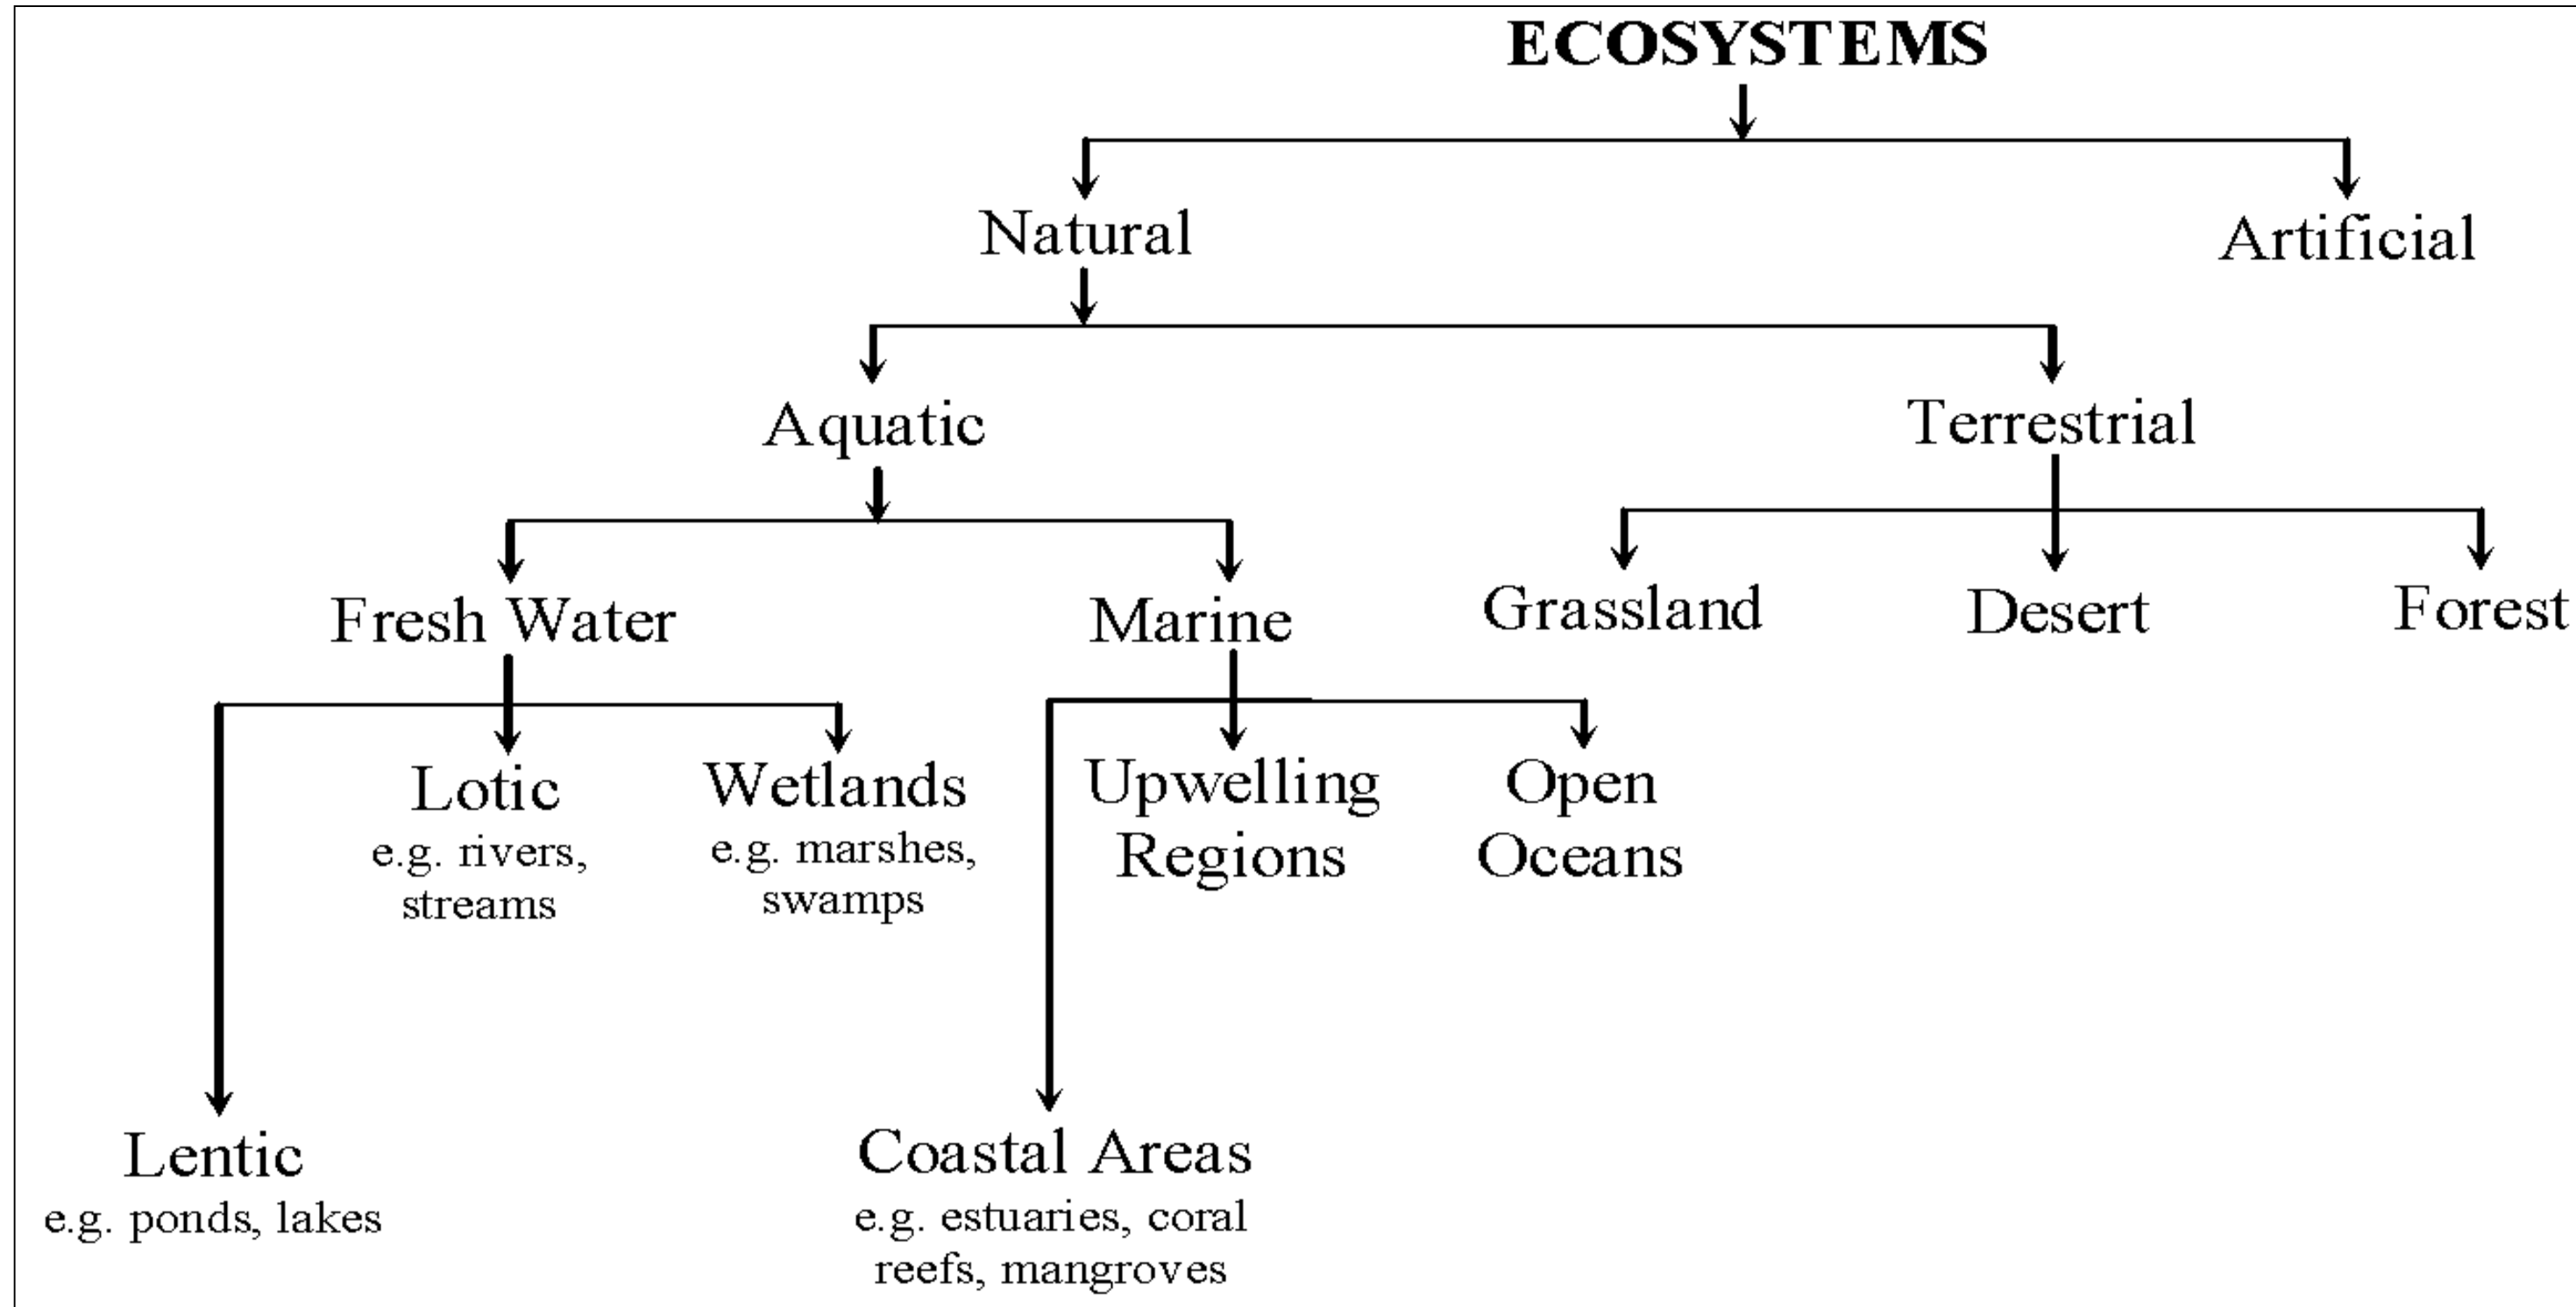 ECOSYSTEMS
Natural
Artificial
Aquatic
Terrestrial
Fresh Water
Marine
Grassland
Desert
Forest
Lotic
e.g. rivers,
streams
Wetlands
e.g. marshes,
swamps
Upwelling
Regions
Open
Oceans
Lentic
e.g. ponds, lakes
Coastal Areas
e.g. estuaries, coral
reefs, mangroves